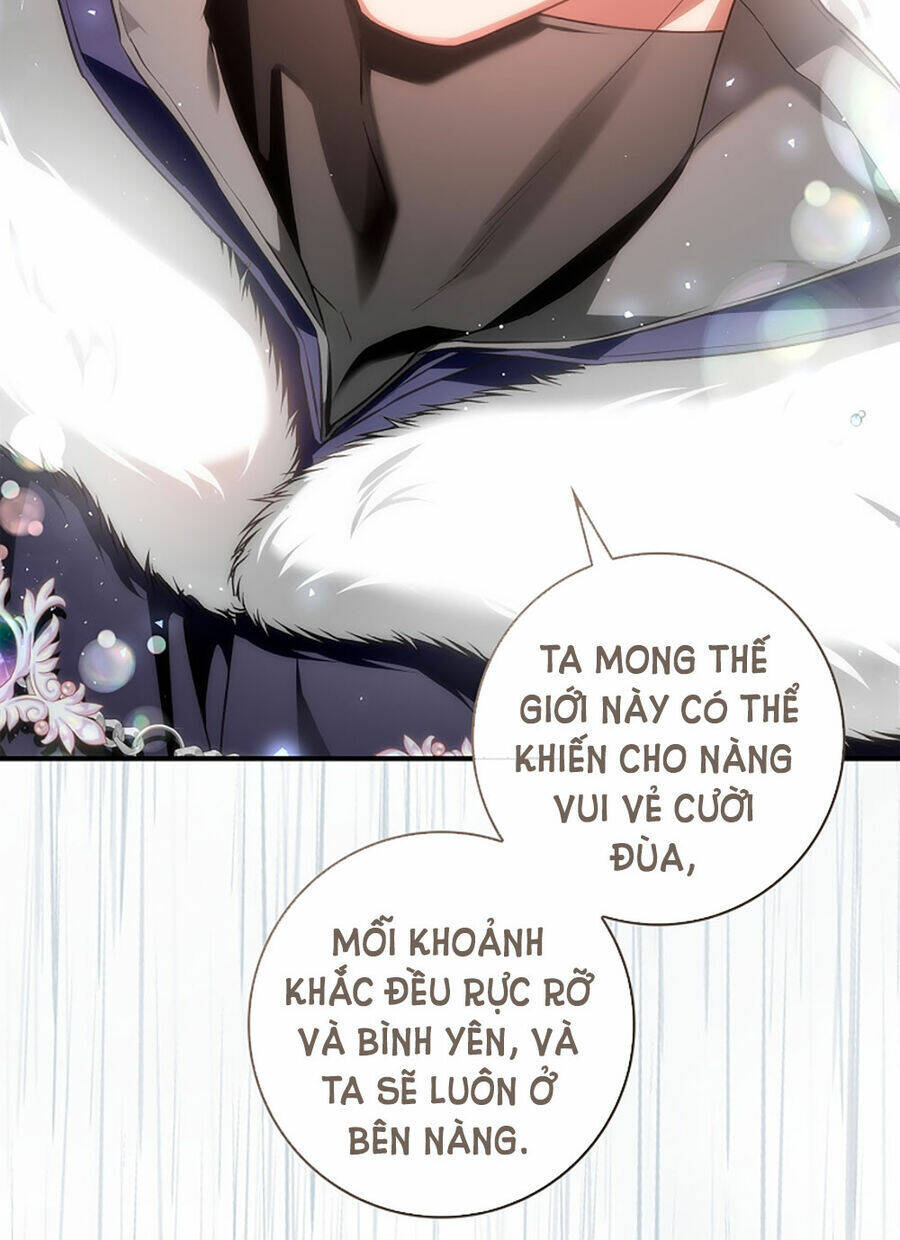 TA MONG THẾ
GIỚI NÀY CÓ THỂ
KHIẾN CHO NÀNG
VUI VẺ CƯỜI
ĐÙA,
MỖI KHOẢNH
KHẮC ĐỀU RỰC RỠ
VÀ BÌNH YÊN, VÀ
TA SẼ LUÔN Ở
BÊN NÀNG.